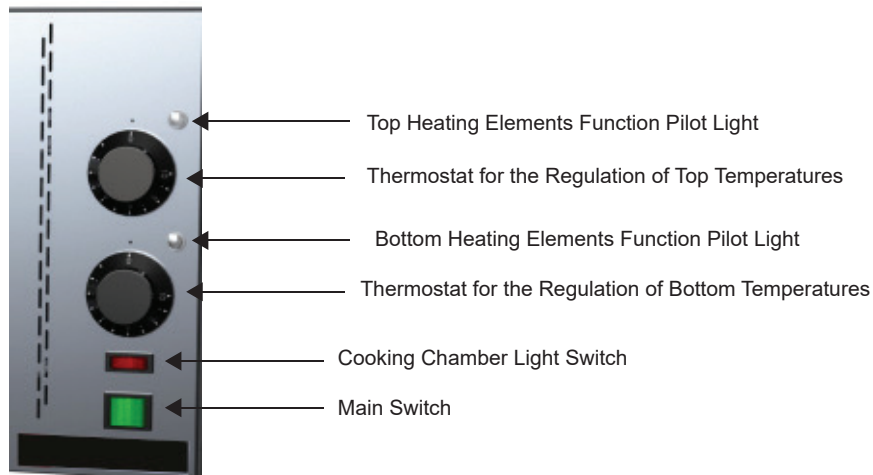 Top Heating Elements Function Pilot Light
Thermostat for the Regulation of Top Temperatures
Bottom Heating Elements Function Pilot Light
Thermostat for the Regulation of Bottom Temperatures
Cooking Chamber Light Switch
Main Switch